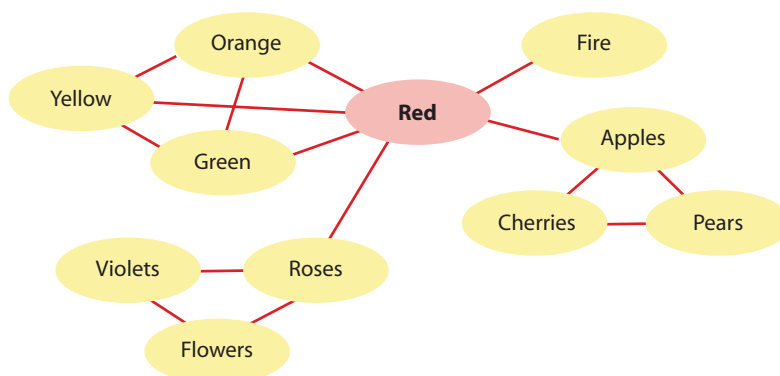 Orange
Fire
Yellow
Red
Apples
Green
Cherries
Pears
Violets
Roses
Flowers